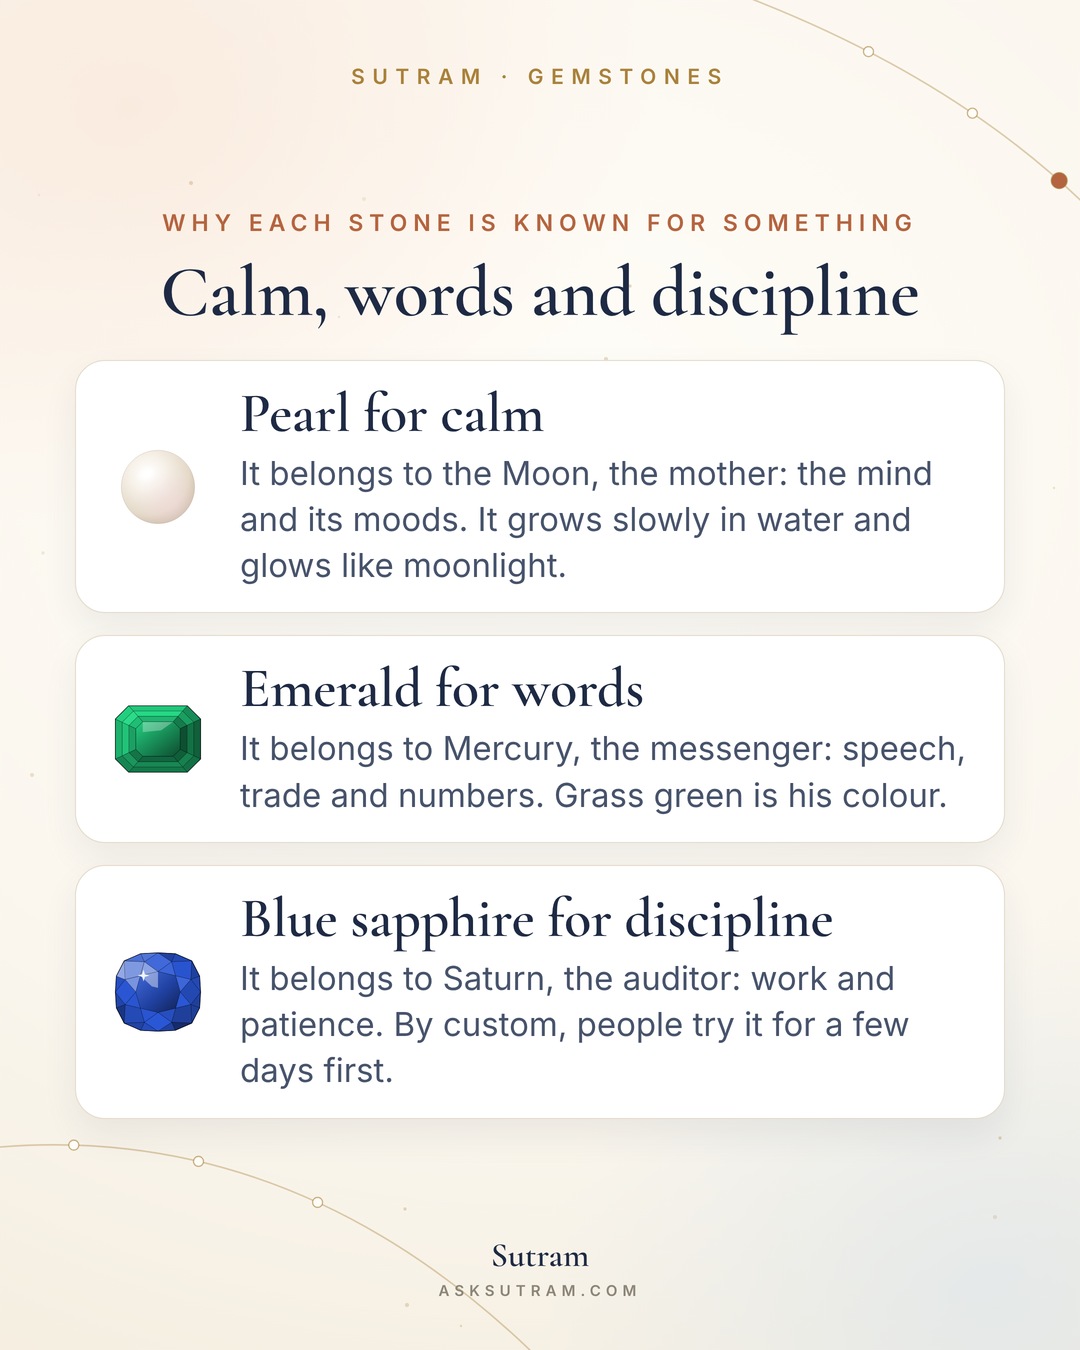 SUTRAM · GEMSTONES
WHY EACH STONE IS KNOWN FOR SOMETHING
Calm, words and discipline
Pearl for calm
It belongs to the Moon, the mother: the mind
and its moods. It grows slowly in water and
glows like moonlight.
Emerald for words
It belongs to Mercury, the messenger: speech,
trade and numbers. Grass green is his colour.
Blue sapphire for discipline
It belongs to Saturn, the auditor: work and
patience. By custom, people try it for a few
days first.
Sutram
ASKSUTRAM.COM